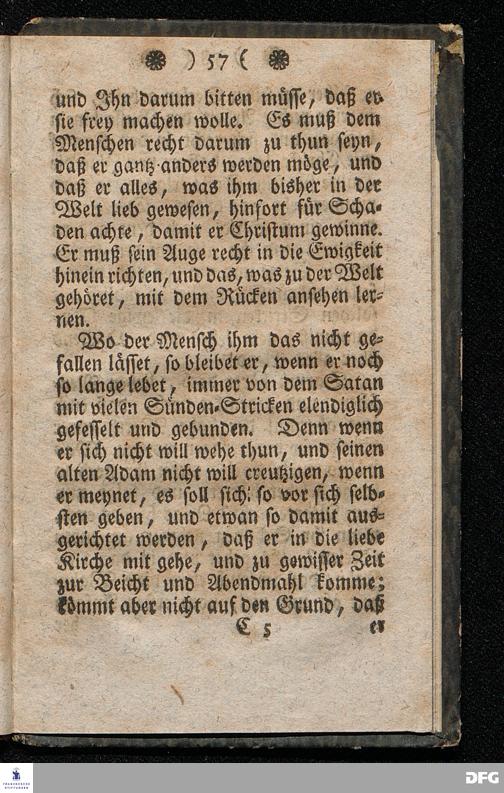 ❁ ) 57 ( ❁
und Ihn darum bitten müsse, daß er
sie frey machen wolle. Es muß dem
Menschen recht darum zu thun seyn,
daß er gantz anders werden möge, und
daß er alles, was ihm bisher in der
Welt lieb gewesen, hinfort für Scha-
den achte, damit er Christum gewinne.
Er muß sein Auge recht in die Ewigkeit
hinein richten, und das, was zu der Welt
gehöret, mit dem Rücken ansehen ler-
nen.
Wo der Mensch ihm das nicht ge-
fallen lässet, so bleibet er, wenn er noch
so lange lebet, immer von dem Satan
mit vielen Sünden-Stricken elendiglich
gefesselt und gebunden. Denn wenn
er sich nicht will wehe thun, und seinen
alten Adam nicht will creutzigen, wenn
er meynet, es soll sich so vor sich selb-
sten geben, und etwan so damit aus-
gerichtet werden, daß er in die liebe
Kirche mit gehe, und zu gewisser Zeit
zur Beicht und Abendmahl komme;
kömmt aber nicht auf den Grund, daß
C 5 er
FRANCKESCHE
STIFTUNGEN
DFG